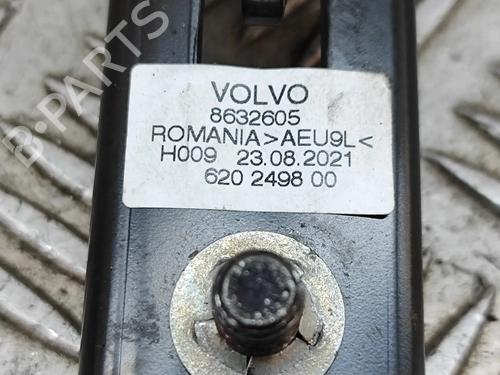 B-PARTS
VOLVO
8632605
ROMANIA>AEU9L<
H009 23.08.2021
620 2498 00